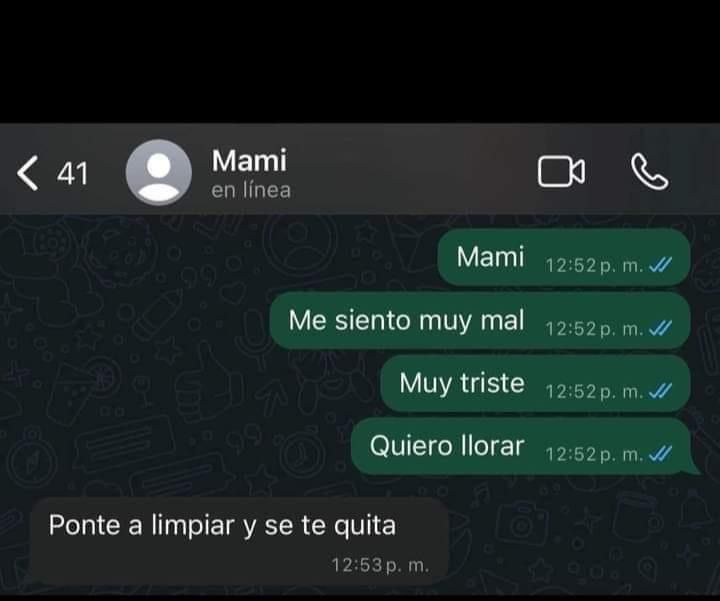 41
Mami
en línea
Mami 12:52 p. m.
Me siento muy mal 12:52 p. m.
Muy triste 12:52 p. m.
Quiero llorar 12:52 p. m.
Ponte a limpiar y se te quita
12:53 p. m.